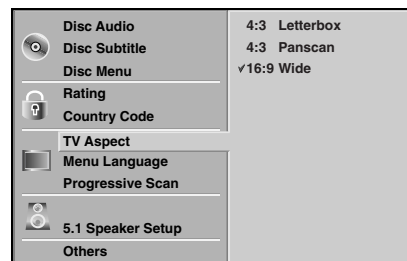 Disc Audio
Disc Subtitle
Disc Menu
Rating
Country Code
TV Aspect
Menu Language
Progressive Scan
5.1 Speaker Setup
Others
4:3 Letterbox
4:3 Panscan
✓16:9 Wide